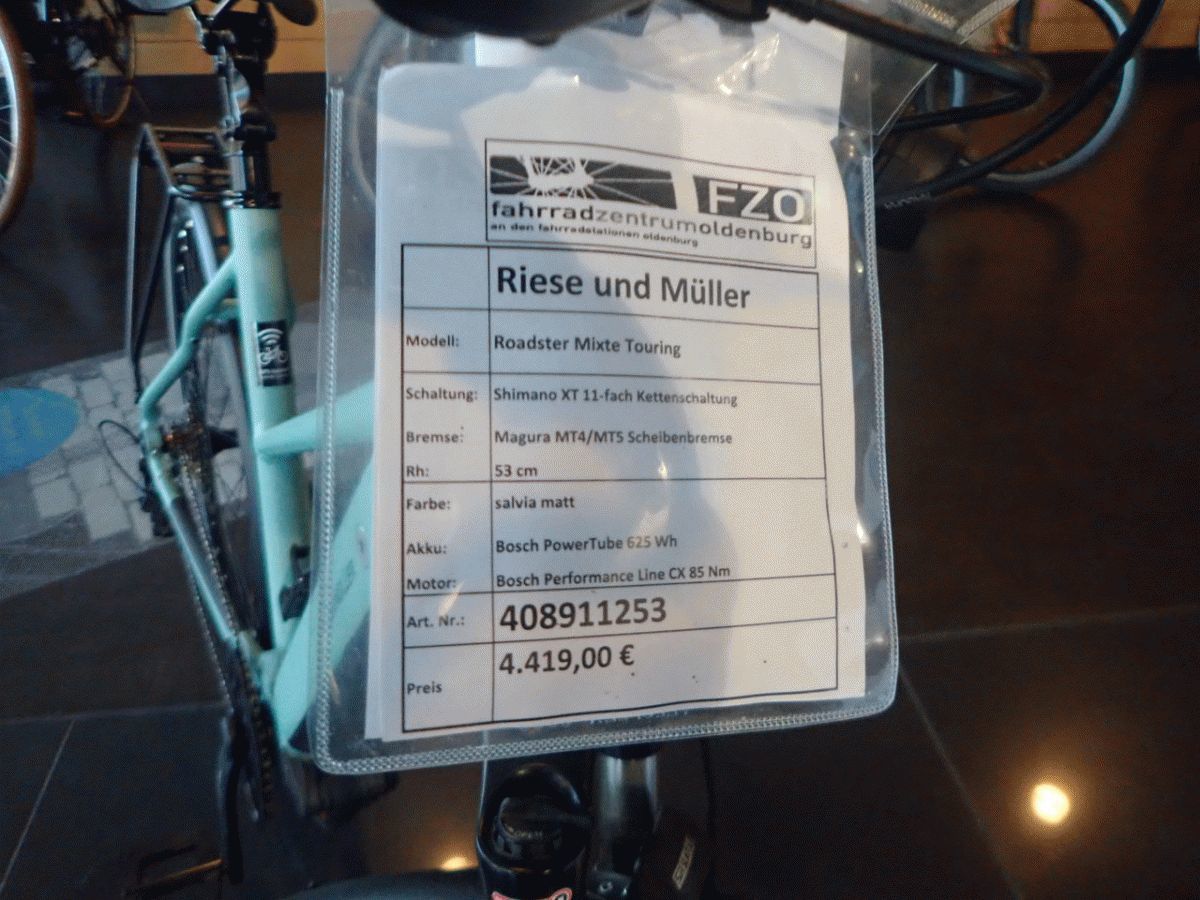 FZO
fahrradzentrumoldenburg
an den fahrradstationen oldenburg
Riese und Müller
Modell: Roadster Mixte Touring
Schaltung: Shimano XT 11-fach Kettenschaltung
Bremse: Magura MT4/MT5 Scheibenbremse
Rh: 53 cm
Farbe: salvia matt
Akku: Bosch PowerTube 625 Wh
Motor: Bosch Performance Line CX 85 Nm
Art. Nr.: 408911253
Preis 4.419,00 €